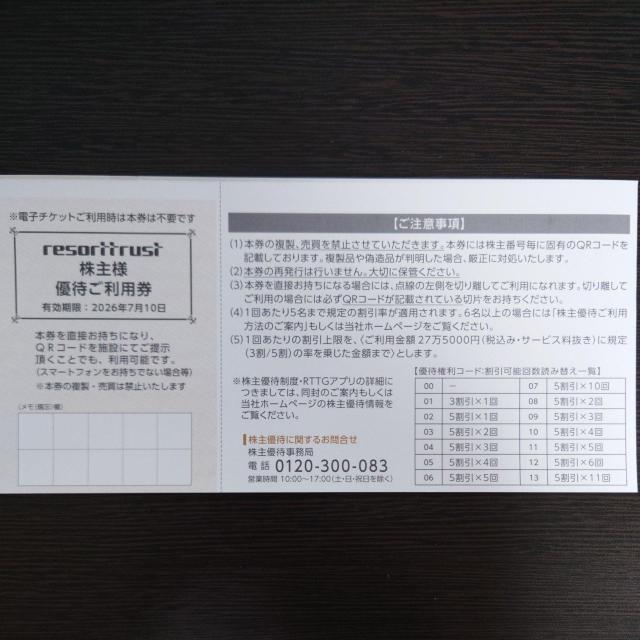 ※電子チケットご利用時は本券は不要です
resorttrust
株主様
優待ご利用券
有効期限：2026年7月10日
本券を直接お持ちになり、
QRコードを施設にてご提示
頂くことでも、利用可能です。
(スマートフォンをお持ちでない場合等)
※本券の複製・売買は禁止いたします
(メモ(規定)欄)
【ご注意事項】
(1)本券の複製、売買を禁止させていただきます。本券には株主番号毎に固有のQRコードを
記載しております。複製品や偽造品が判明した場合、厳正に対処いたします。
(2)本券の再発行は行いません。大切に保管ください。
(3)本券を直接お持ちになる場合には、点線の左側を切り離してご利用になれます。切り離して
ご利用の場合には必ずQRコードが記載されている切片をお持ちください。
(4)1回あたり5名まで規定の割引率が適用されます。6名以上の場合には「株主優待ご利用
方法のご案内」もしくは当社ホームページをご覧ください。
(5)1回あたりの割引上限を、(ご利用金額27万5000円(税込み・サービス料抜き)に規定
(3割/5割)の率を乗じた金額まで)とします。
※株主優待制度・RTTGアプリの詳細に
つきましては、同封のご案内もしくは
当社ホームページの株主優待情報を
ご覧ください。
株主優待に関するお問合せ
株主優待事務局
電話 0120-300-083
営業時間 10:00～17:00(土・日・祝日を除く)
【優待権利コード:割引可能回数読み替え一覧】
00 － 07 5割引×10回
01 3割引×1回 08 5割引×2回
02 5割引×1回 09 5割引×3回
03 5割引×2回 10 5割引×4回
04 5割引×3回 11 5割引×5回
05 5割引×4回 12 5割引×6回
06 5割引×5回 13 5割引×11回